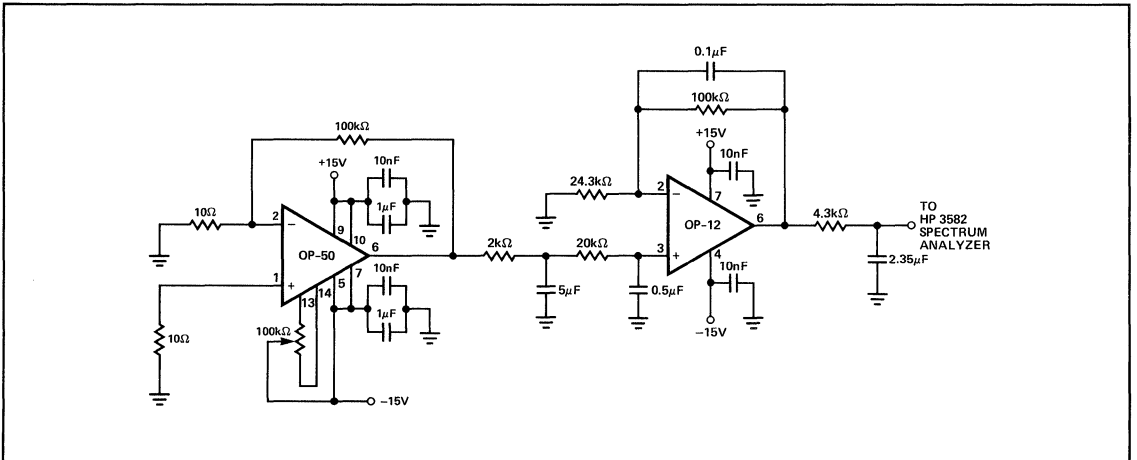 0.1μF
100kΩ
100kΩ
+15V
+15V
10nF
10nF
24.3kΩ
2
−
7
1μF
10Ω
2
−
9
10
OP-50
6
OP-12
6
4.3kΩ
TO
HP 3582
SPECTRUM
ANALYZER
2kΩ
20kΩ
3
+
4
1
+
13
14
5
7
10nF
10nF
2.35μF
5μF
0.5μF
1μF
−15V
10Ω
100kΩ
−15V